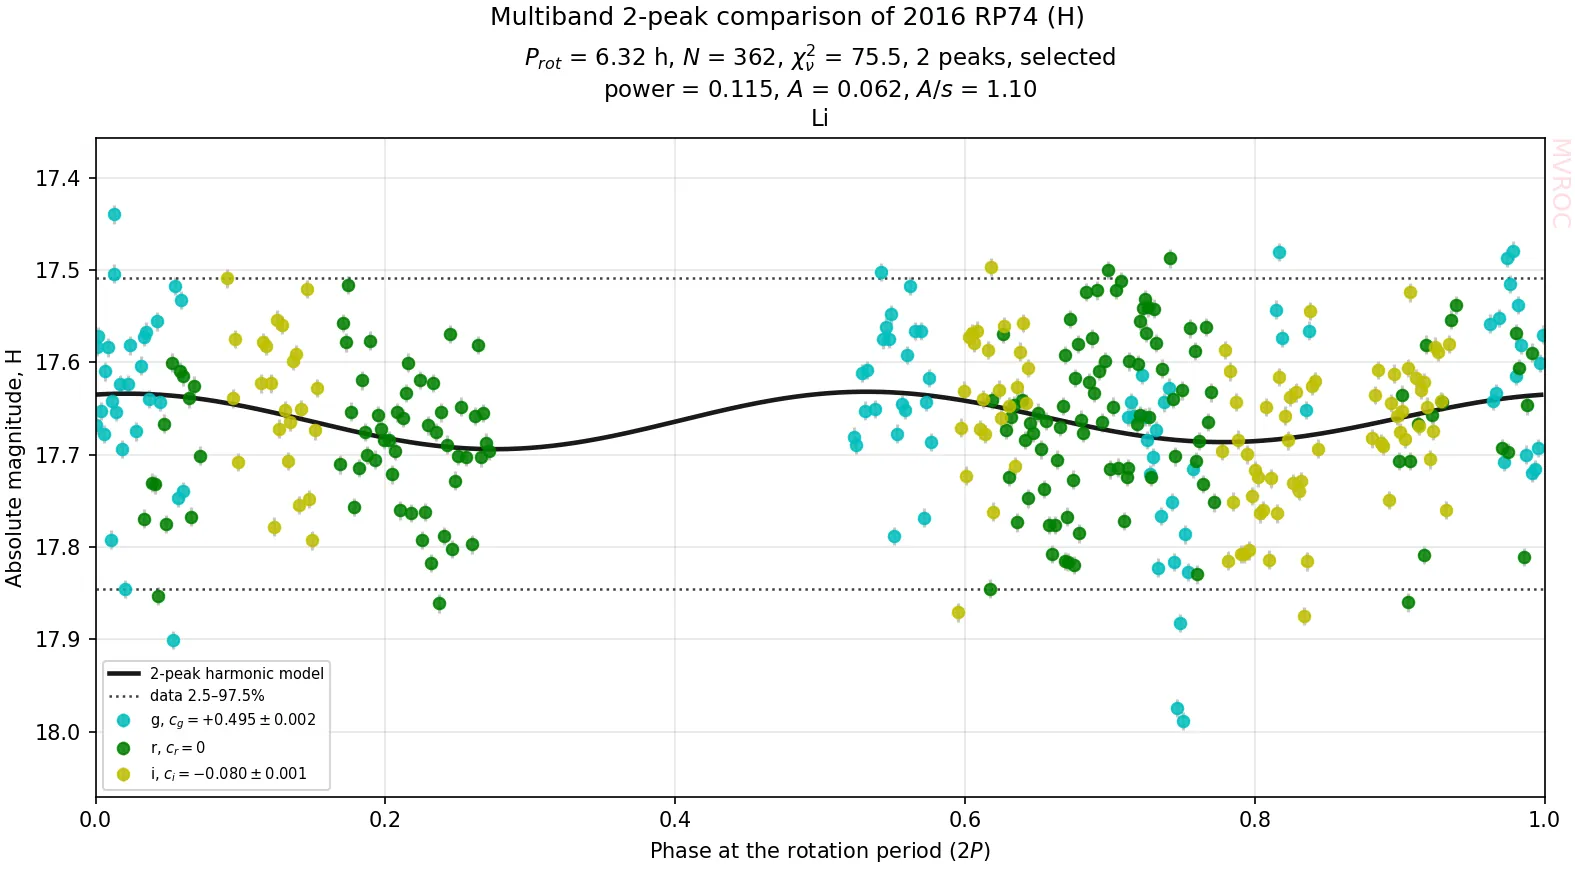 Multiband 2-peak comparison of 2016 RP74 (H)
P_rot = 6.32 h, N = 362, χ²_ν = 75.5, 2 peaks, selected
power = 0.115, A = 0.062, A/s = 1.10
Li
MVROC
Absolute magnitude, H
17.4
17.5
17.6
17.7
17.8
17.9
18.0
2-peak harmonic model
data 2.5–97.5%
g, c_g = +0.495 ± 0.002
r, c_r = 0
i, c_i = −0.080 ± 0.001
0.0 0.2 0.4 0.6 0.8 1.0
Phase at the rotation period (2P)